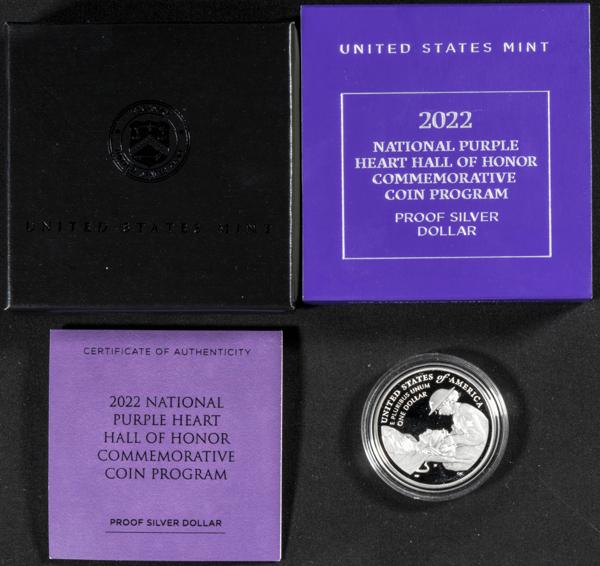 UNITED STATES MINT
UNITED STATES MINT
2022
NATIONAL PURPLE
HEART HALL OF HONOR
COMMEMORATIVE
COIN PROGRAM
PROOF SILVER
DOLLAR
CERTIFICATE OF AUTHENTICITY
2022 NATIONAL
PURPLE HEART
HALL OF HONOR
COMMEMORATIVE
COIN PROGRAM
PROOF SILVER DOLLAR
UNITED STATES of AMERICA
E PLURIBUS UNUM
ONE DOLLAR